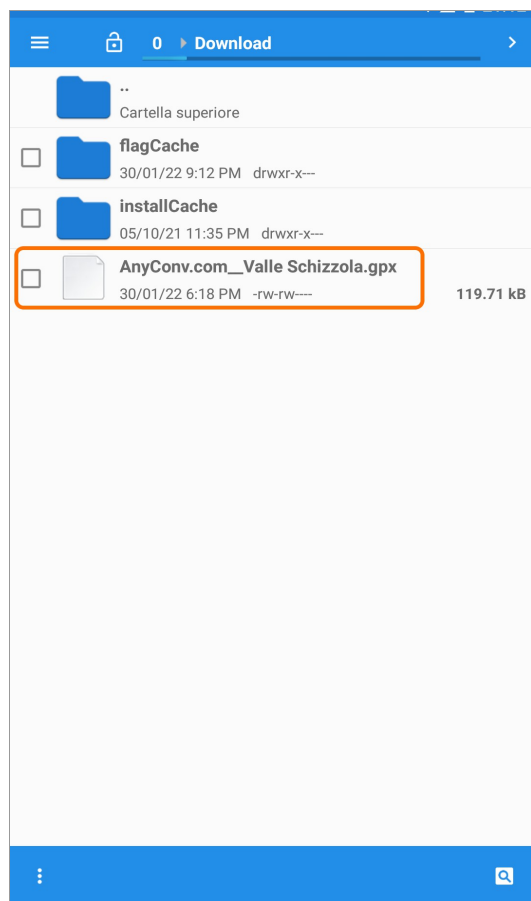 0 Download
..
Cartella superiore
flagCache
30/01/22 9:12 PM drwxr-x---
installCache
05/10/21 11:35 PM drwxr-x---
AnyConv.com__Valle Schizzola.gpx
30/01/22 6:18 PM -rw-rw---- 119.71 kB